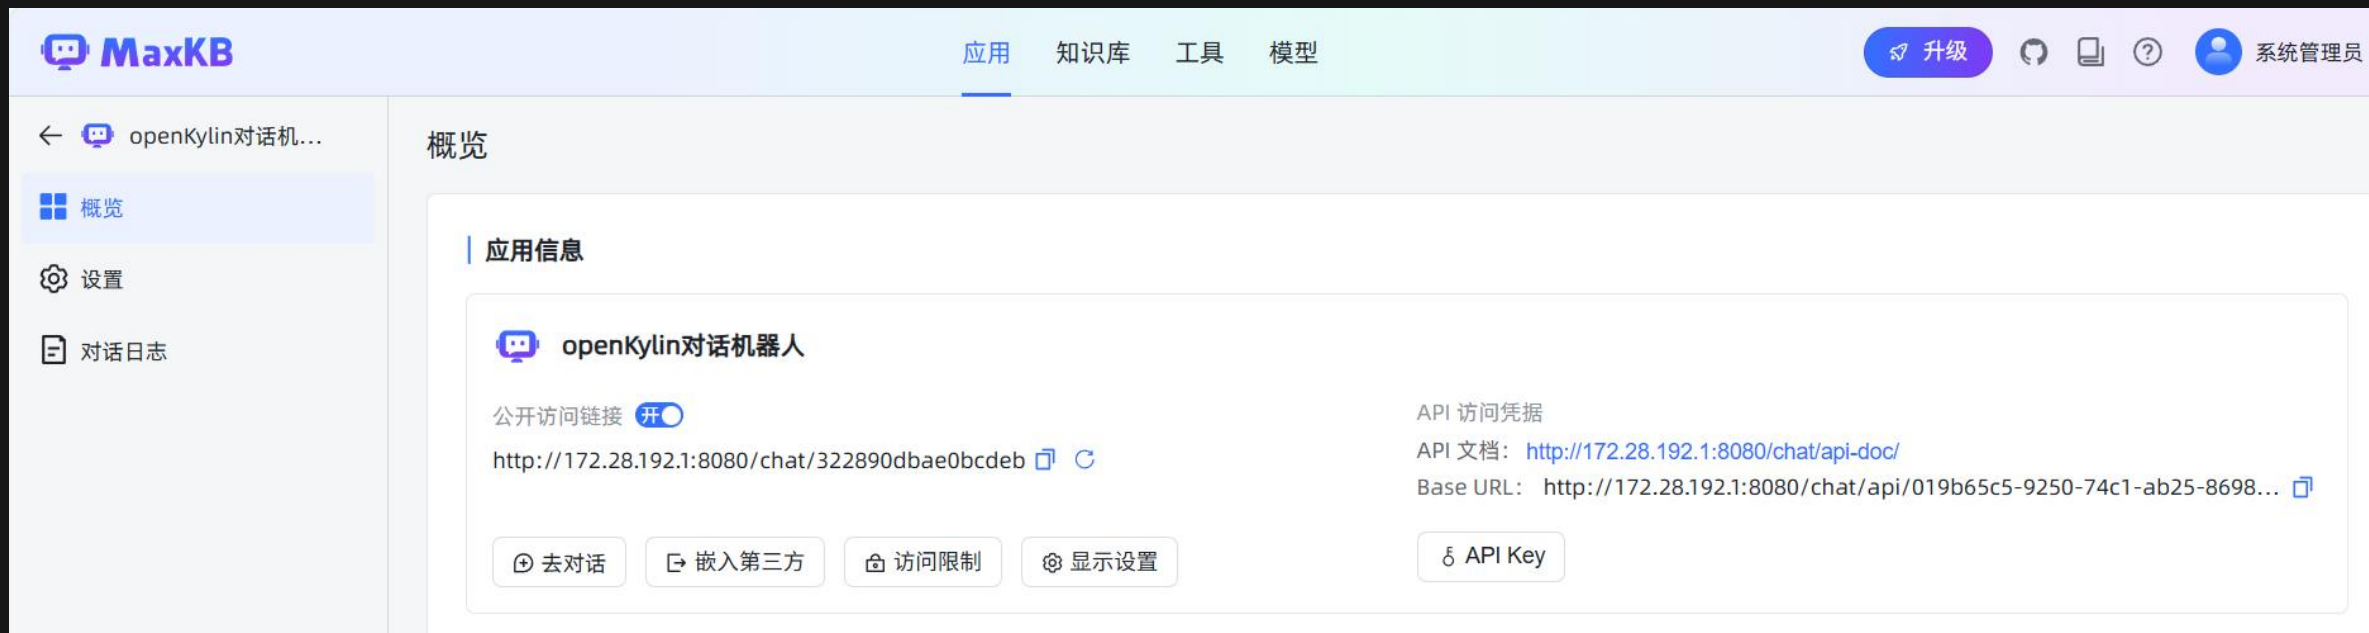 MaxKB
应用 知识库 工具 模型
升级
系统管理员
openKylin对话机...
概览
设置
对话日志
概览
应用信息
openKylin对话机器人
公开访问链接 开
http://172.28.192.1:8080/chat/322890dbae0bcdeb
去对话 嵌入第三方 访问限制 显示设置
API 访问凭据
API 文档： http://172.28.192.1:8080/chat/api-doc/
Base URL： http://172.28.192.1:8080/chat/api/019b65c5-9250-74c1-ab25-8698...
API Key